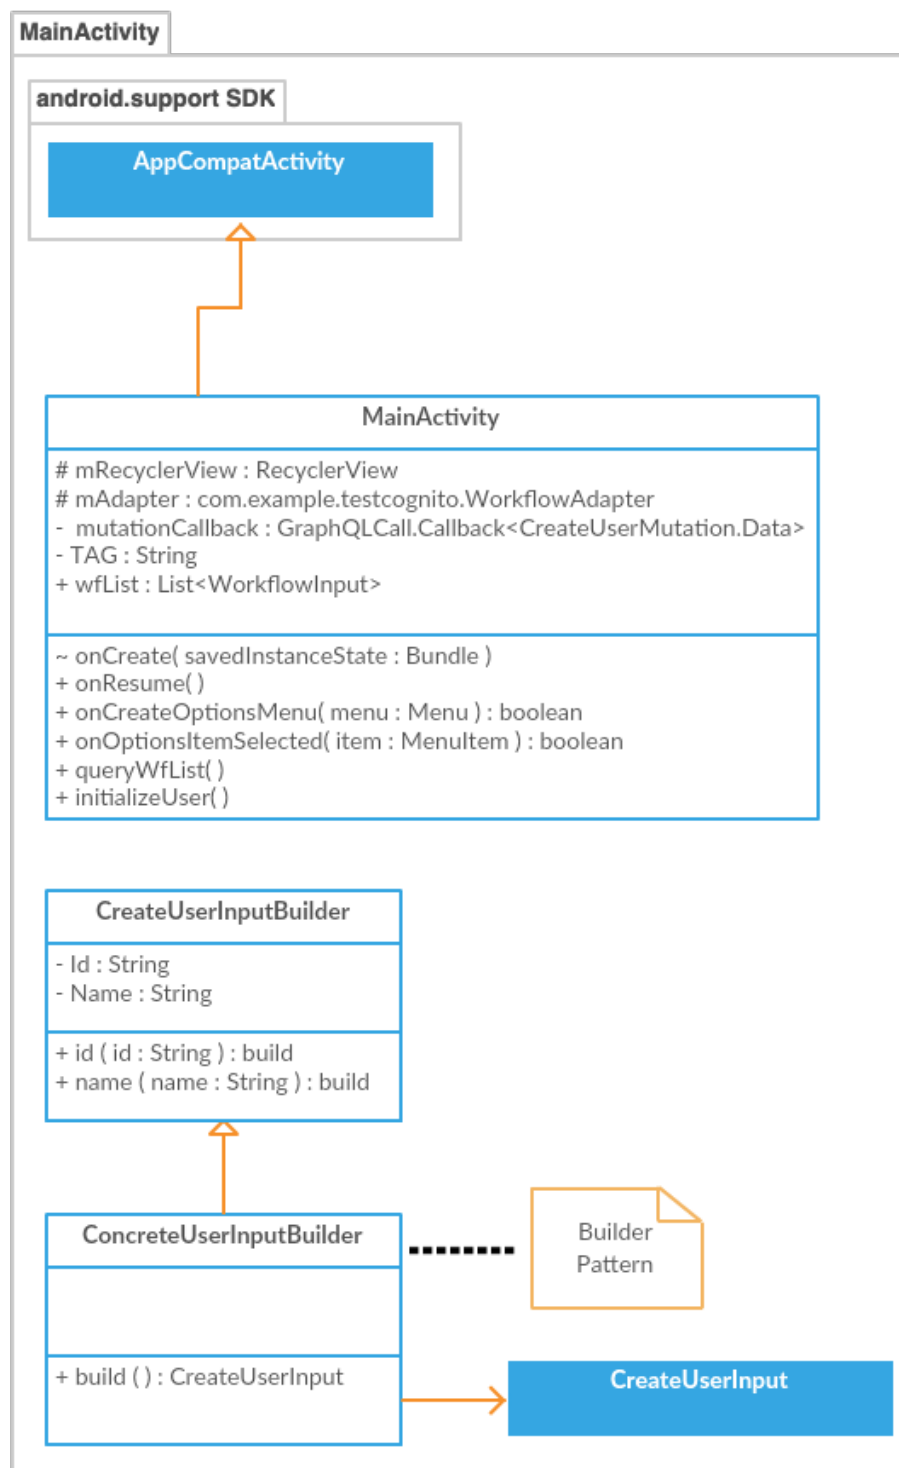 MainActivity
android.support SDK
AppCompatActivity
MainActivity
# mRecyclerView : RecyclerView
# mAdapter : com.example.testcognito.WorkflowAdapter
- mutationCallback : GraphQLCall.Callback<CreateUserMutation.Data>
- TAG : String
+ wfList : List<WorkflowInput>
~ onCreate( savedInstanceState : Bundle )
+ onResume( )
+ onCreateOptionsMenu( menu : Menu ) : boolean
+ onOptionsItemSelected( item : MenuItem ) : boolean
+ queryWfList( )
+ initializeUser( )
CreateUserInputBuilder
- Id : String
- Name : String
+ id ( id : String ) : build
+ name ( name : String ) : build
ConcreteUserInputBuilder
Builder
Pattern
+ build ( ) : CreateUserInput
CreateUserInput